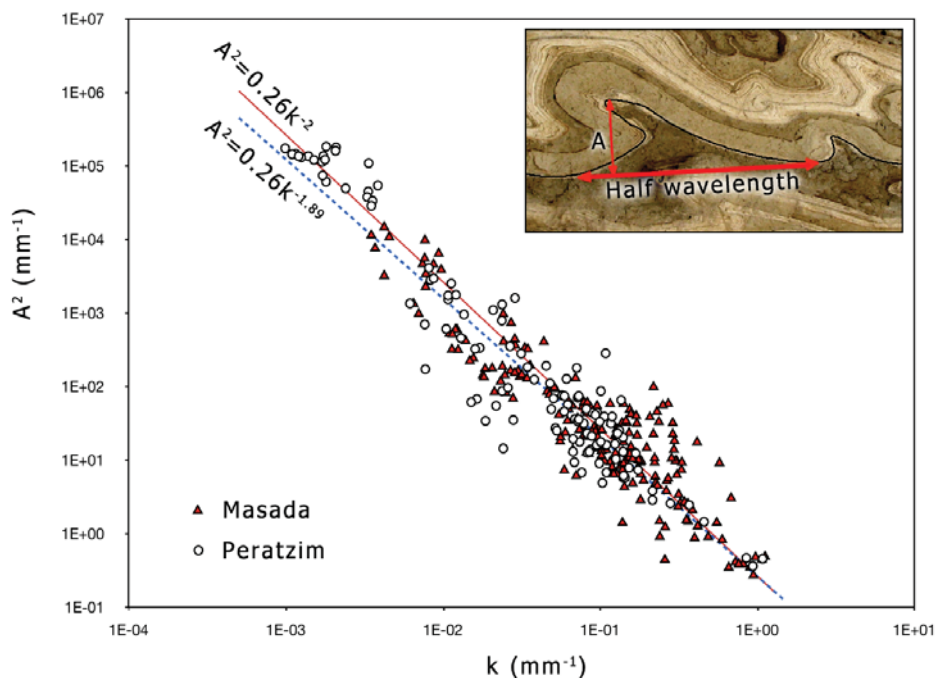 1E+07
1E+06
1E+05
1E+04
1E+03
1E+02
1E+01
1E+00
1E-01
A² (mm⁻¹)
A²=0.26k⁻²
A²=0.26k⁻¹·⁸⁹
A
Half wavelength
Masada
Peratzim
1E-04
1E-03
1E-02
1E-01
1E+00
1E+01
k (mm⁻¹)